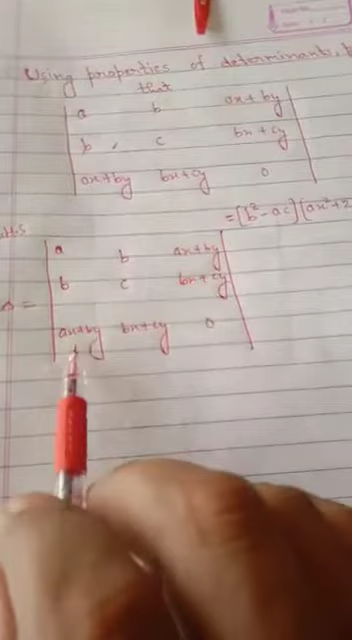 Using properties of determinants,
that
a b ax+by
b c bx+cy
ax+by bx+cy 0
=[b²-ac][ax²+2
a b ax+by
b c bx+cy
Δ =
ax+by bx+cy 0